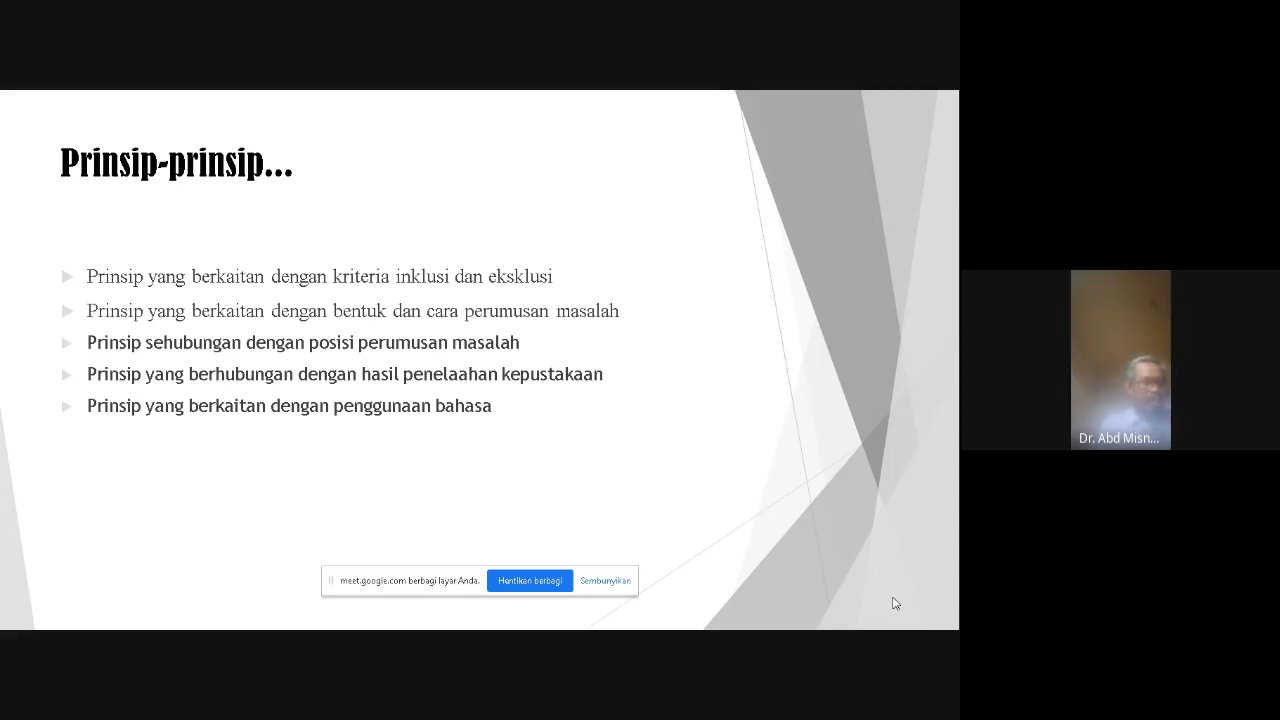 Prinsip-prinsip...
Prinsip yang berkaitan dengan kriteria inklusi dan eksklusi
Prinsip yang berkaitan dengan bentuk dan cara perumusan masalah
Prinsip sehubungan dengan posisi perumusan masalah
Prinsip yang berhubungan dengan hasil penelaahan kepustakaan
Prinsip yang berkaitan dengan penggunaan bahasa
meet.google.com berbagi layar Anda. Hentikan berbagi Sembunyikan
Dr. Abd Misn...